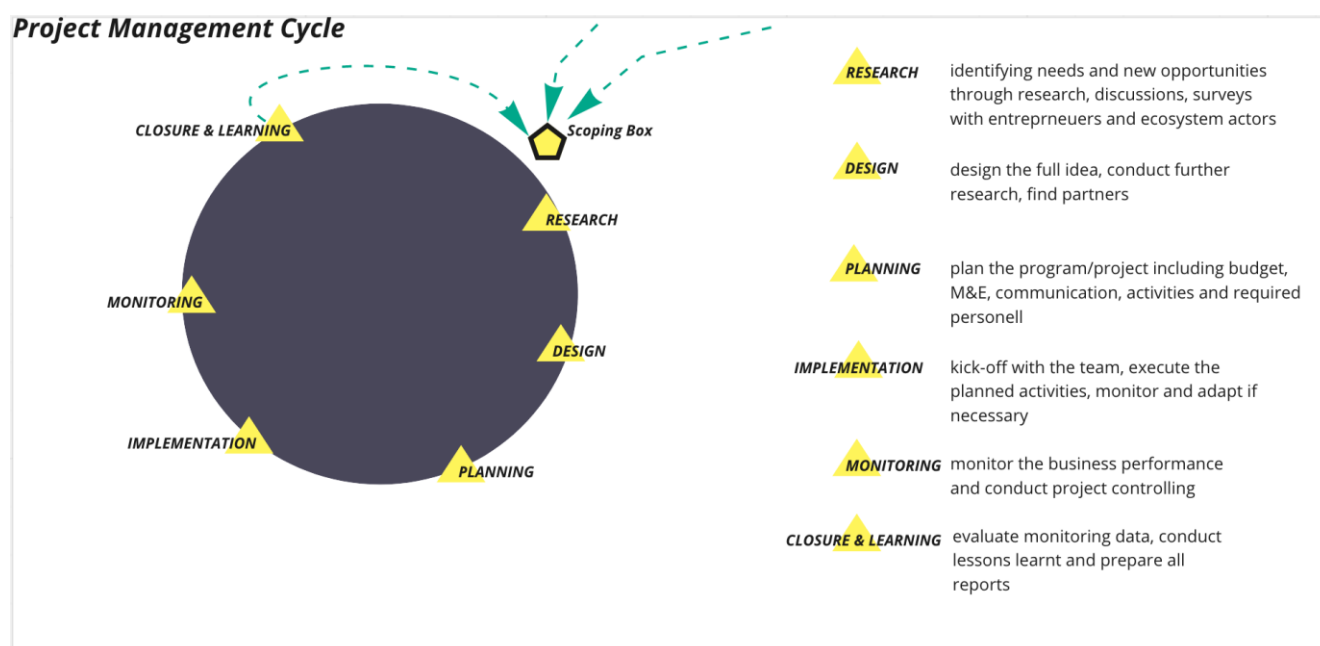 Project Management Cycle
CLOSURE & LEARNING
Scoping Box
RESEARCH
MONITORING
DESIGN
IMPLEMENTATION
PLANNING
RESEARCH
identifying needs and new opportunities
through research, discussions, surveys
with entreprneuers and ecosystem actors
DESIGN
design the full idea, conduct further
research, find partners
PLANNING
plan the program/project including budget,
M&E, communication, activities and required
personell
IMPLEMENTATION
kick-off with the team, execute the
planned activities, monitor and adapt if
necessary
MONITORING
monitor the business performance
and conduct project controlling
CLOSURE & LEARNING
evaluate monitoring data, conduct
lessons learnt and prepare all
reports